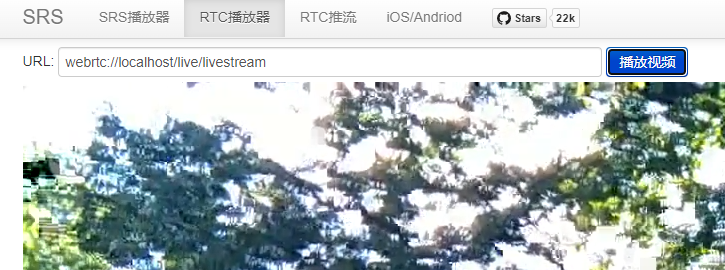 SRS SRS播放器 RTC播放器 RTC推流 iOS/Andriod Stars 22k
URL: webrtc://localhost/live/livestream 播放视频